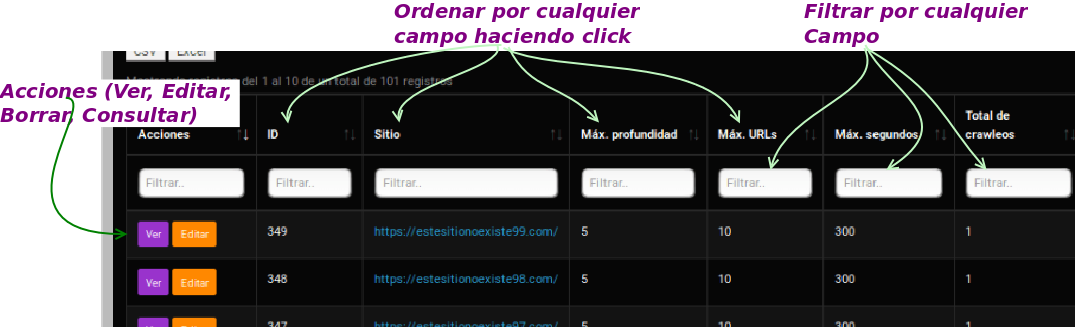 Ordenar por cualquier
campo haciendo click
Filtrar por cualquier
Campo
CSV Excel
Mostrando registros del 1 al 10 de un total de 101 registros
Acciones (Ver, Editar,
Borrar, Consultar)
Acciones ID Sitio Máx. profundidad Máx. URLs Máx. segundos Total de crawleos
Filtrar.. Filtrar.. Filtrar.. Filtrar.. Filtrar.. Filtrar.. Filtrar..
Ver Editar 349 https://estesitionoexiste99.com/ 5 10 300 1
Ver Editar 348 https://estesitionoexiste98.com/ 5 10 300 1
Ver Editar 347 https://estesitionoexiste97.com/ 5 10 300 1